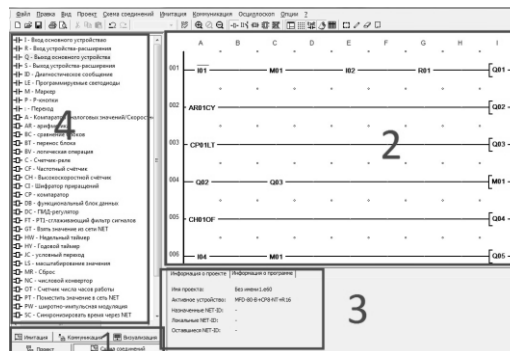 Файл Правка Вид Проект Схема соединений Имитация Коммуникация Осциллоскоп Опции ?
I - Вход основного устройства
R - Вход устройства-расширения
Q - Выход основного устройства
S - Выход устройства-расширения
ID - Диагностическое сообщение
LE - Программируемые светодиоды
M - Маркер
P - P-кнопки
: - Переход
A - Компаратор аналоговых значений/Скорость
AR - арифметика
BC - сравнение блоков
BT - перенос блока
BV - логическая операция
C - Счетчик-реле
CF - Частотный счётчик
CH - Высокоскоростной счётчик
CI - Шифратор приращений
CP - компаратор
DB - функциональный блок данных
DC - ПИД-регулятор
FT - PT1-сглаживающий фильтр сигналов
GT - Взять значение из сети NET
HW - Недельный таймер
HY - Годовой таймер
JC - условный переход
LS - масштабирование значения
MR - Сброс
NC - числовой конвертор
OT - Счетчик числа часов работы
PT - Поместить значение в сеть NET
PW - широтно-импульсная модуляция
SC - Синхронизировать время через NET
4
A B C D E F G H I
001 I01 M01 I02 R01 Q01
002 AR01CY Q02
003 CP01LT Q03
004 Q02 Q03 M01
005 CH01OF Q04
006 I04 M01 Q05
2
Информация о проекте Информация о программе
Имя проекта: Без имени1.e60
Активное устройство: MFD-80-B+CP8-NT+R16
Назначенные NET-ID: -
Локальные NET-ID: -
Оставшиеся NET-ID: -
3
Имитация Коммуникация Визуализация
Проект Схема соединений
1